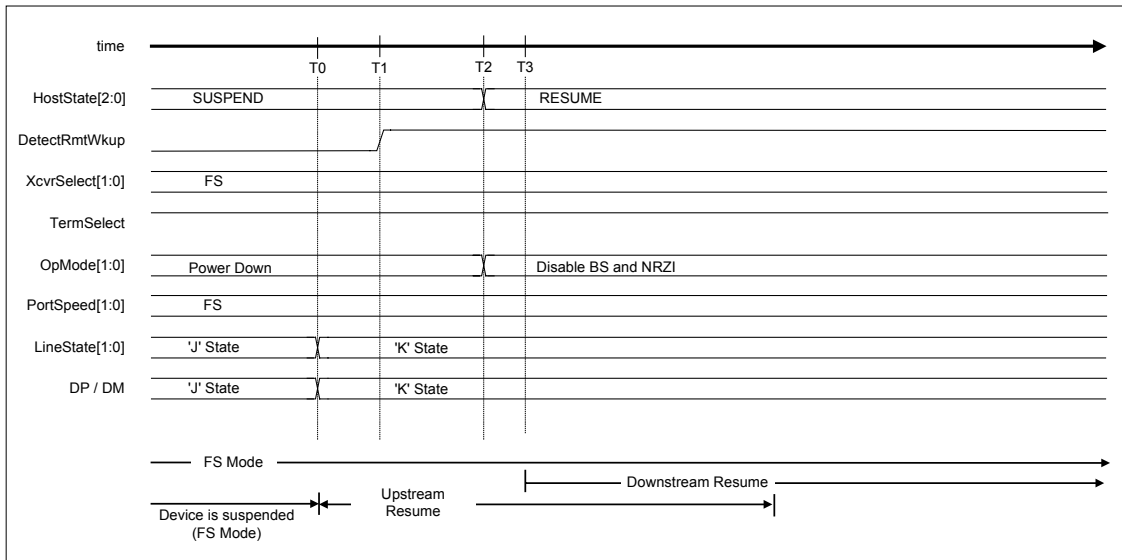 time
T0 T1 T2 T3
HostState[2:0] SUSPEND RESUME
DetectRmtWkup
XcvrSelect[1:0] FS
TermSelect
OpMode[1:0] Power Down Disable BS and NRZI
PortSpeed[1:0] FS
LineState[1:0] 'J' State 'K' State
DP / DM 'J' State 'K' State
FS Mode
Downstream Resume
Upstream
Resume
Device is suspended
(FS Mode)